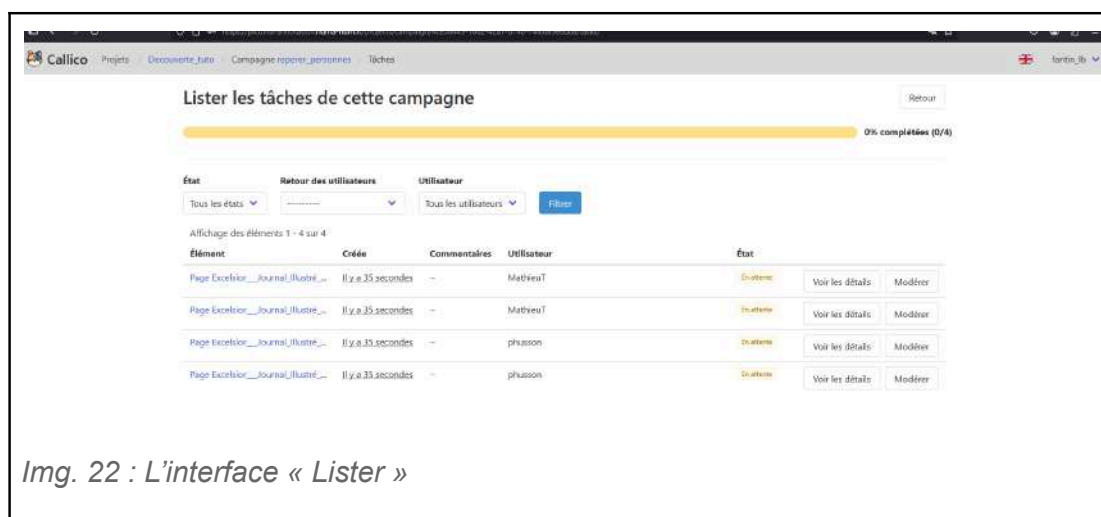 Callico Projets Decouverte_tuto Campagne reperer_personnes Tâches fantin_lb
Lister les tâches de cette campagne Retour
0% complétées (0/4)
État Retour des utilisateurs Utilisateur
Tous les états ---------- Tous les utilisateurs Filtrer
Affichage des éléments 1 - 4 sur 4
Élément Créée Commentaires Utilisateur État
Page Excelsior__Journal_Illustré_... Il y a 35 secondes — MathieuT En attente Voir les détails Modérer
Page Excelsior__Journal_Illustré_... Il y a 35 secondes — MathieuT En attente Voir les détails Modérer
Page Excelsior__Journal_Illustré_... Il y a 35 secondes — phusson En attente Voir les détails Modérer
Page Excelsior__Journal_Illustré_... Il y a 35 secondes — phusson En attente Voir les détails Modérer
Img. 22 : L'interface « Lister »